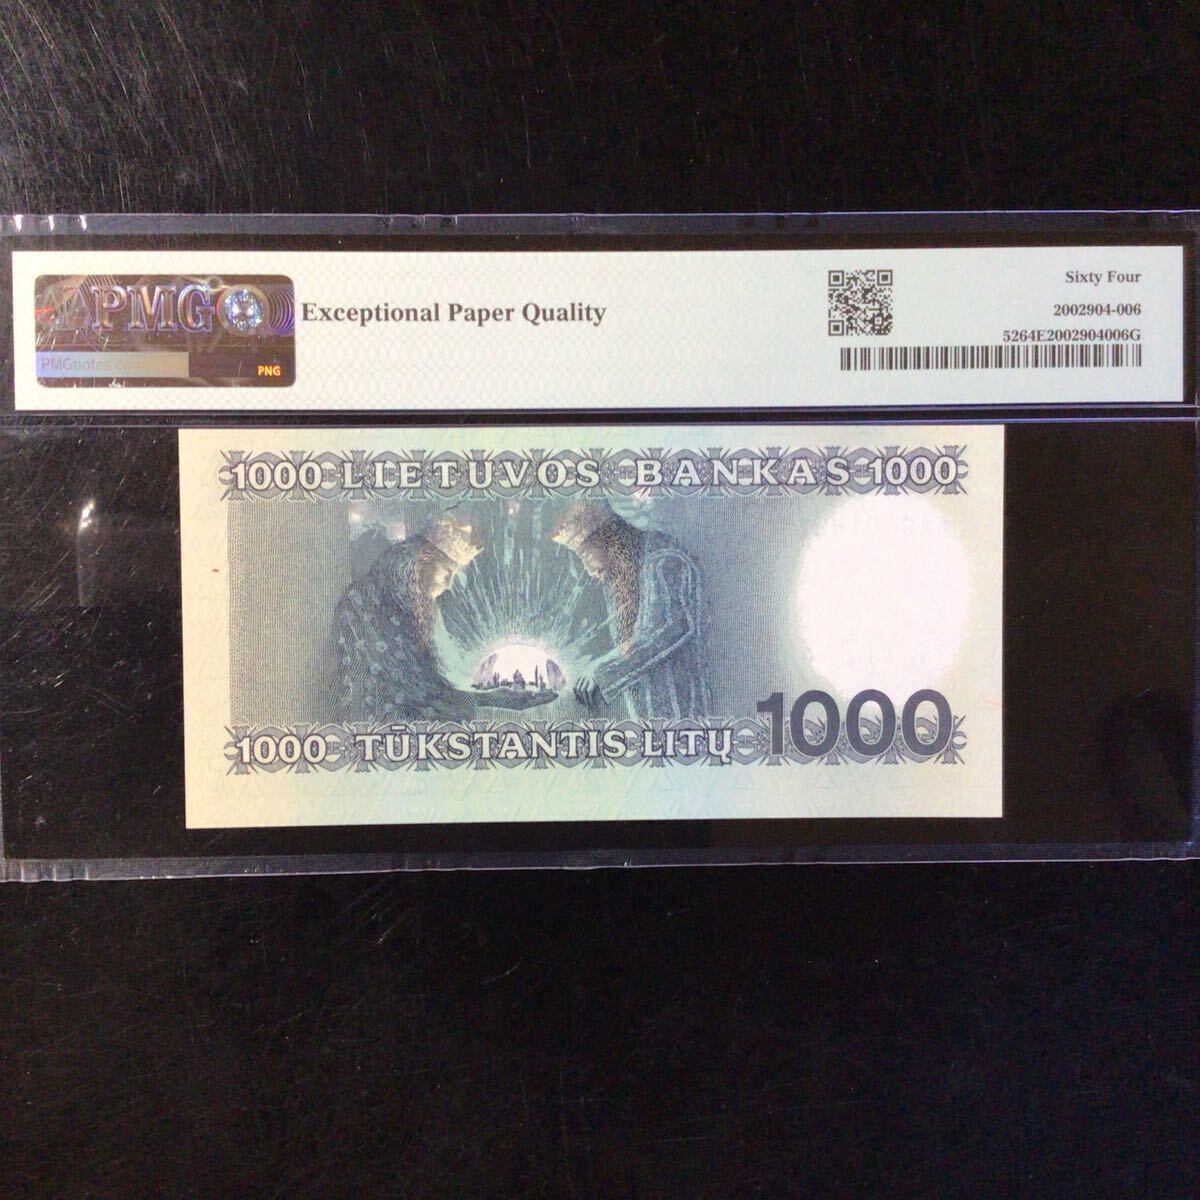 PMG
PMGnotes.com
PNG
Exceptional Paper Quality
Sixty Four
2002904-006
5264E2002904006G
1000 LIETUVOS BANKAS 1000
1000 TŪKSTANTIS LITŲ 1000